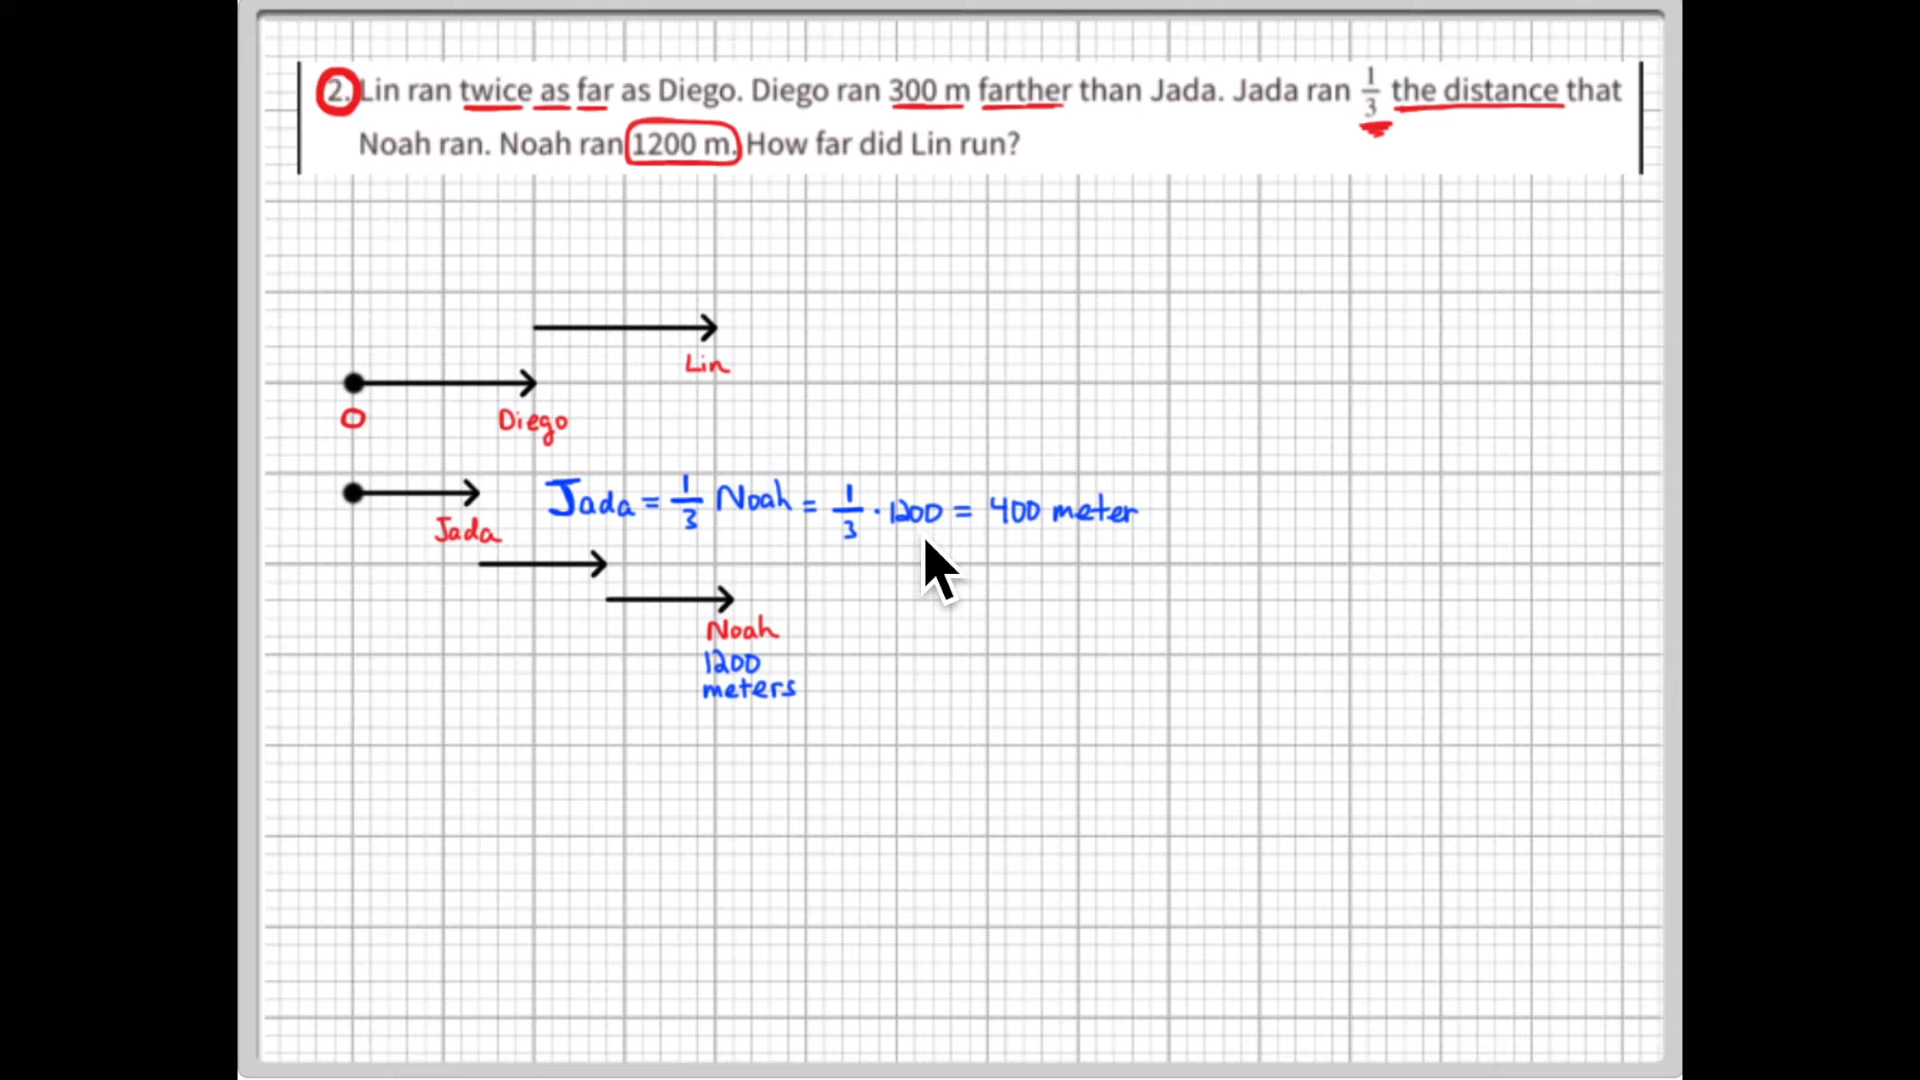 2. Lin ran twice as far as Diego. Diego ran 300 m farther than Jada. Jada ran 1/3 the distance that
Noah ran. Noah ran 1200 m. How far did Lin run?
Lin
0
Diego
Jada = 1/3 Noah = 1/3 · 1200 = 400 meter
Jada
Noah
1200
meters